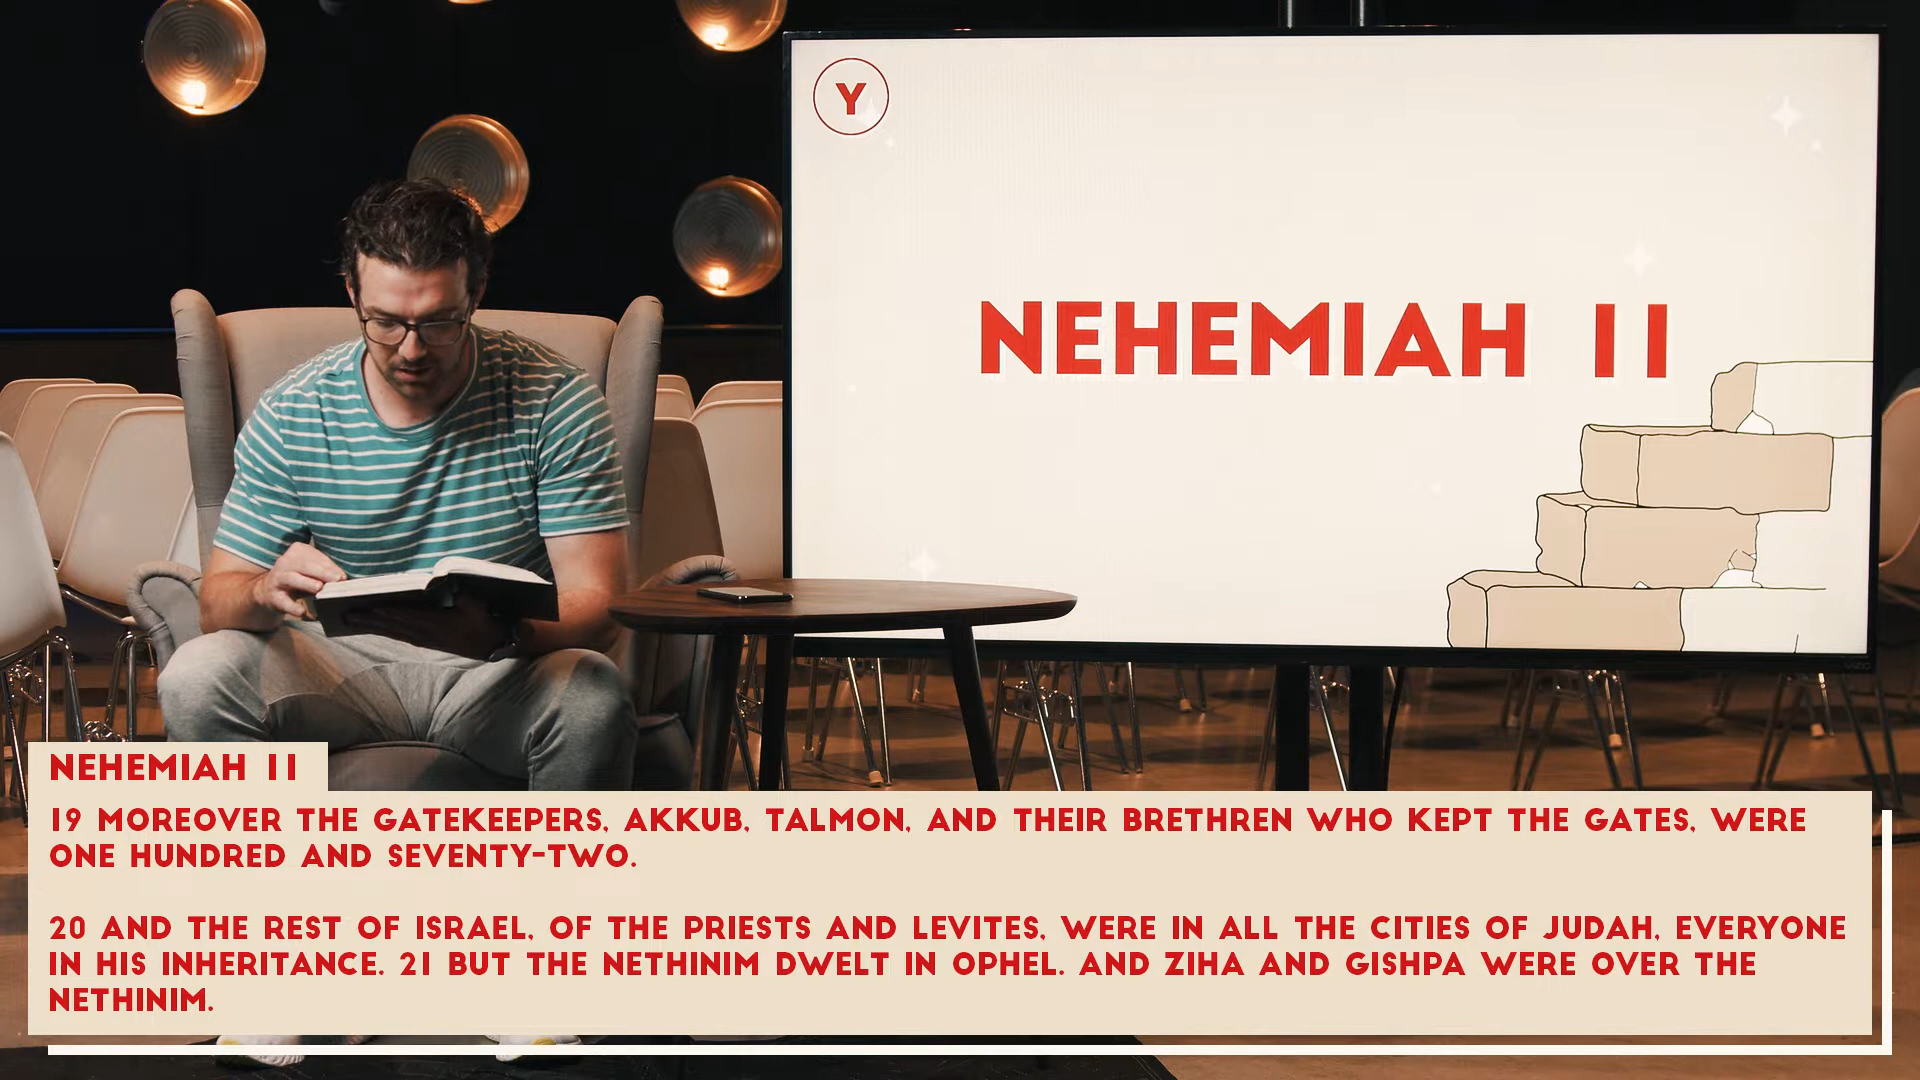 Y
NEHEMIAH 11
NEHEMIAH 11
19 MOREOVER THE GATEKEEPERS, AKKUB, TALMON, AND THEIR BRETHREN WHO KEPT THE GATES, WERE
ONE HUNDRED AND SEVENTY-TWO.
20 AND THE REST OF ISRAEL, OF THE PRIESTS AND LEVITES, WERE IN ALL THE CITIES OF JUDAH, EVERYONE
IN HIS INHERITANCE. 21 BUT THE NETHINIM DWELT IN OPHEL. AND ZIHA AND GISHPA WERE OVER THE
NETHINIM.